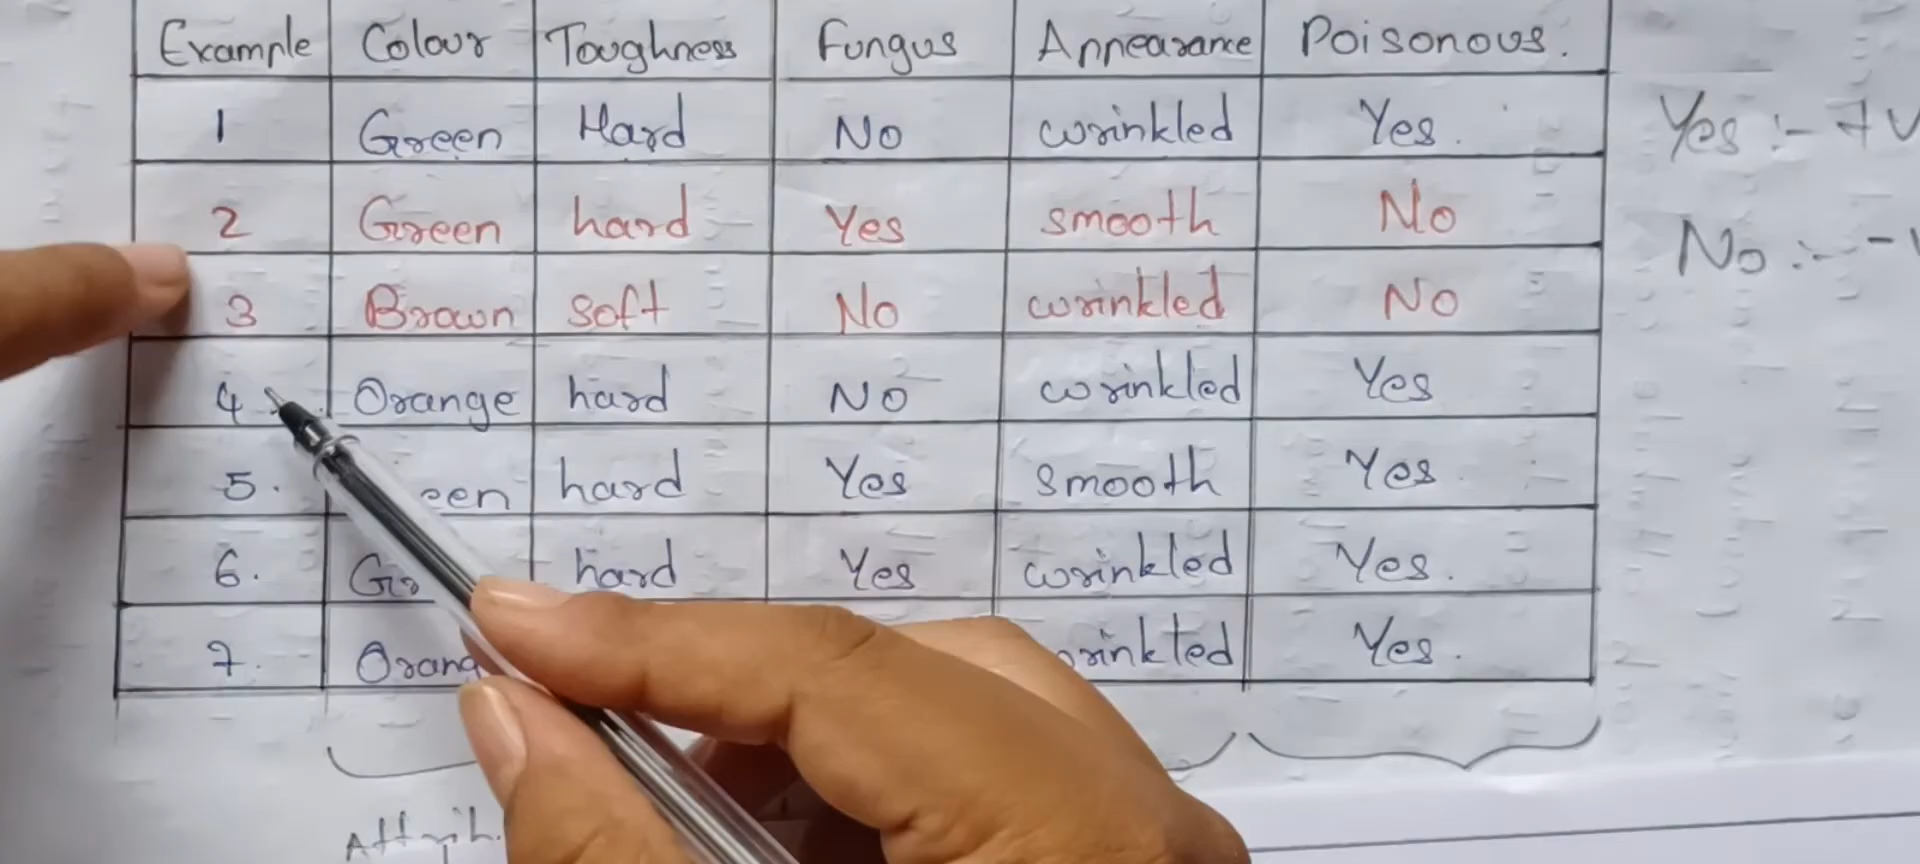 Example Colour Toughness Fungus Appearance Poisonous.
1 Green Hard No wrinkled Yes.
Yes :- +v
2 Green hard Yes smooth No
No :- -v
3 Brown soft No wrinkled No
4 Orange hard NO wrinkled Yes
5. hard Yes smooth Yes
6. hard Yes wrinkled Yes.
7. Yes.